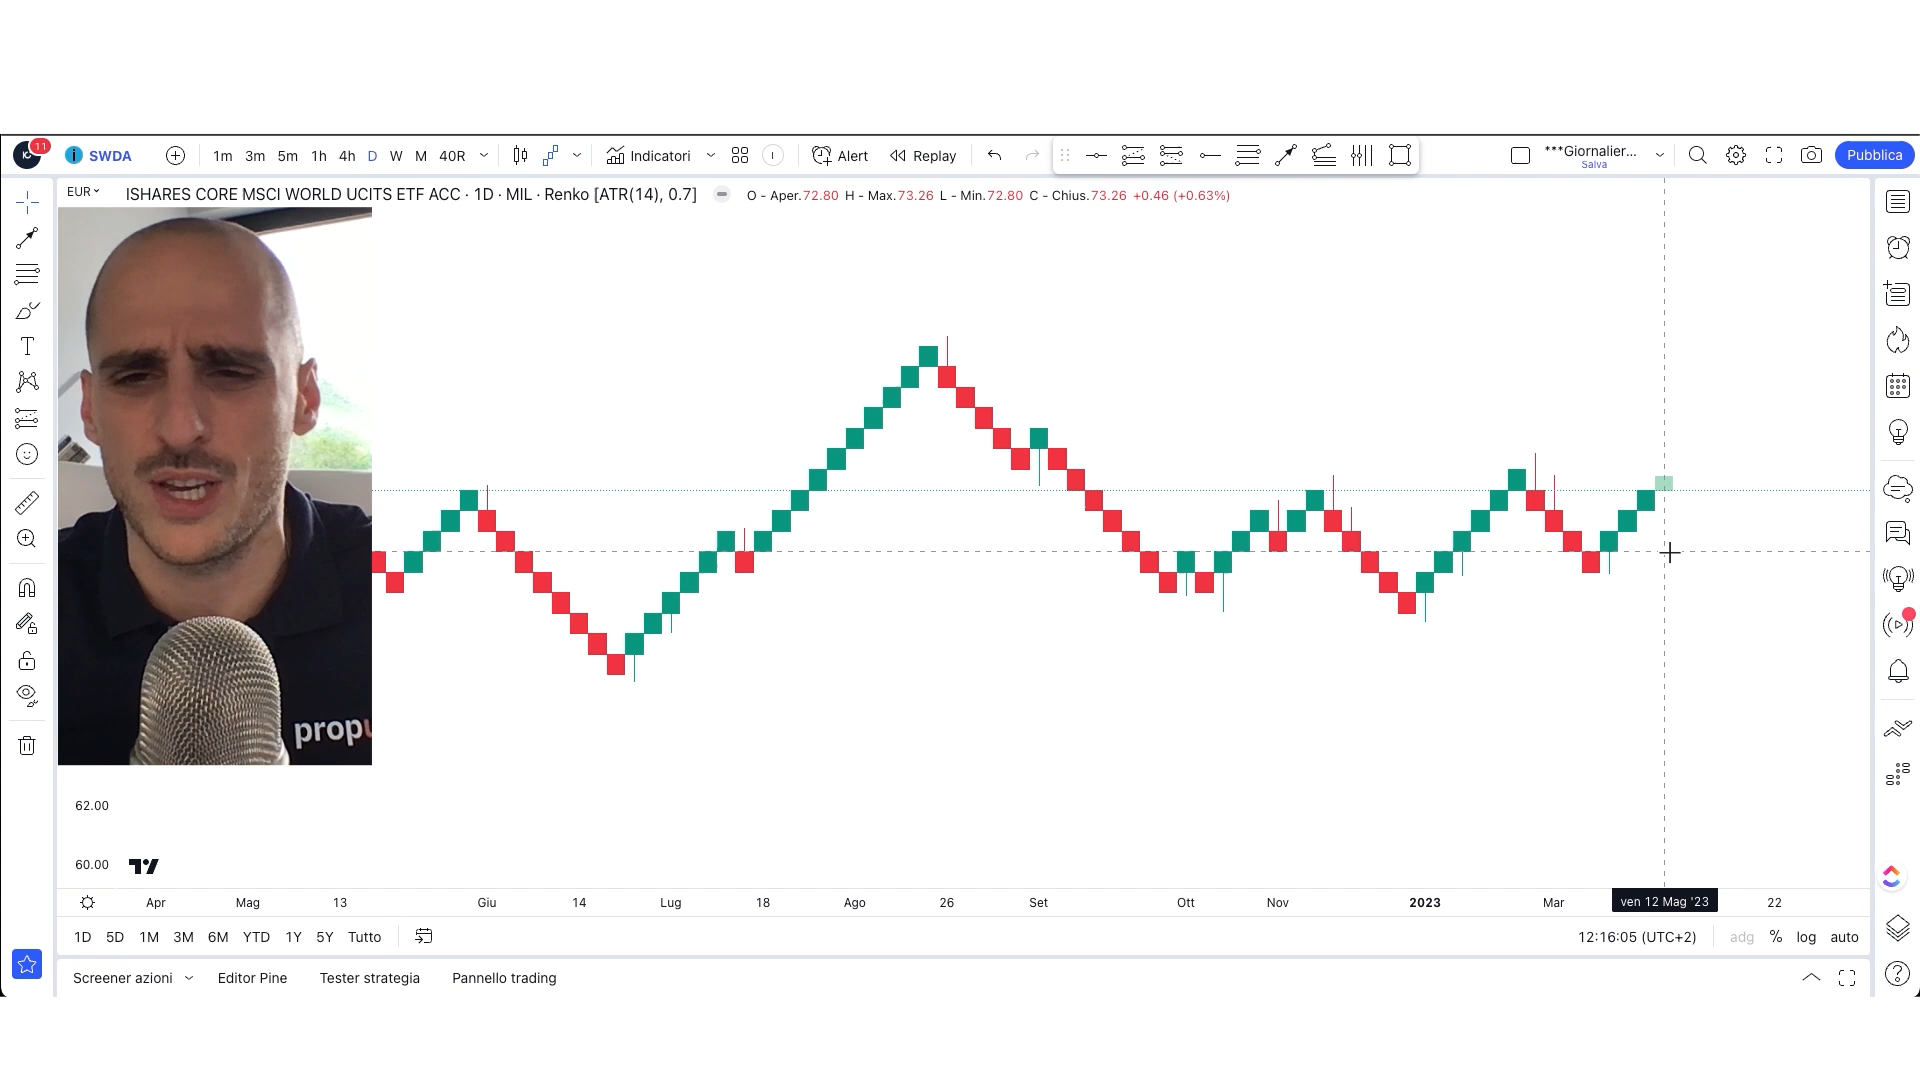 11
SWDA
1m 3m 5m 1h 4h D W M 40R
Indicatori
Alert
Replay
***Giornalier...
Salva
Pubblica
EUR
ISHARES CORE MSCI WORLD UCITS ETF ACC · 1D · MIL · Renko [ATR(14), 0.7]
O - Aper.72.80 H - Max.73.26 L - Min.72.80 C - Chius.73.26 +0.46 (+0.63%)
propu
62.00
60.00
Apr Mag 13 Giu 14 Lug 18 Ago 26 Set Ott Nov 2023 Mar ven 12 Mag '23 22
1D 5D 1M 3M 6M YTD 1Y 5Y Tutto
12:16:05 (UTC+2) adg % log auto
Screener azioni Editor Pine Tester strategia Pannello trading